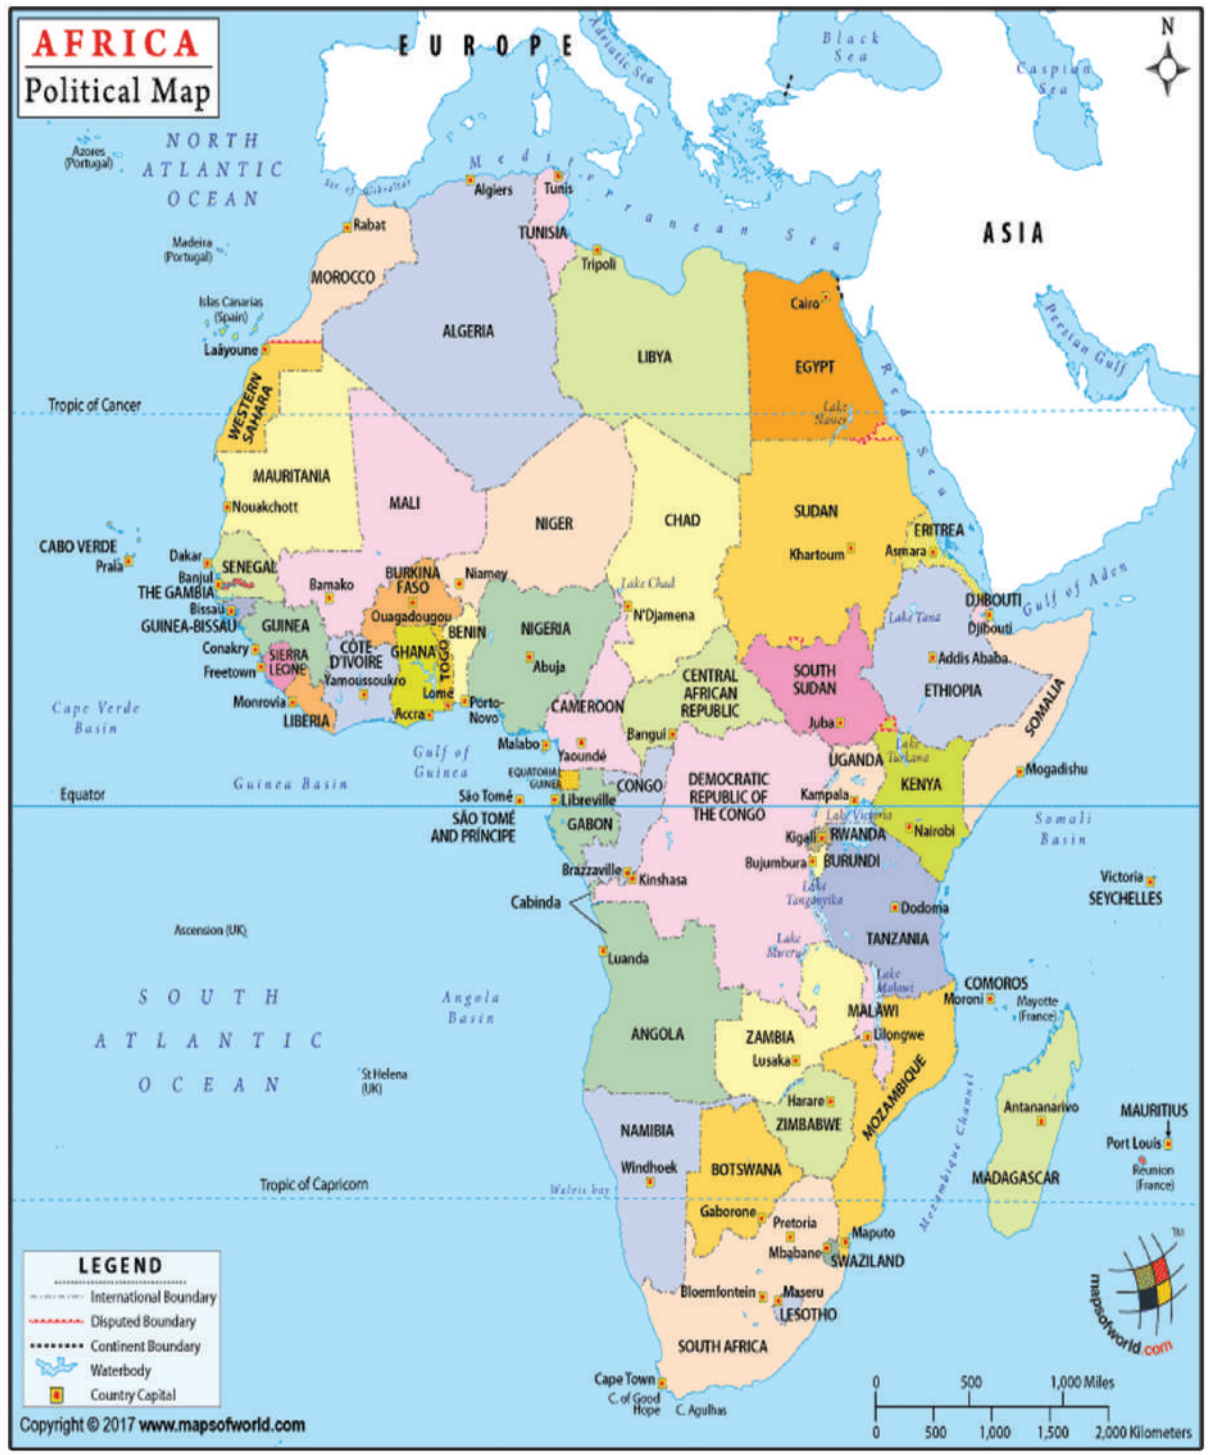 AFRICA
Political Map
EUROPE
Adriatic Sea
Black
Sea
Caspian
Sea
N
NORTH
ATLANTIC
OCEAN
Azores
(Portugal)
Str. of Gibraltar
Mediterranean Sea
Algiers
Tunis
TUNISIA
Rabat
Madeira
(Portugal)
ASIA
Tripoli
MOROCCO
Cairo
Islas Canarias
(Spain)
Persian Gulf
ALGERIA
LIBYA
EGYPT
Laâyoune
Red Sea
WESTERN
SAHARA
Tropic of Cancer
Lake
Nasser
MAURITANIA
MALI
NIGER
CHAD
SUDAN
Nouakchott
ERITREA
CABO VERDE
Praia
Dakar
SENEGAL
Khartoum
Asmara
Banjul
THE GAMBIA
Bamako
BURKINA
FASO
Niamey
Lake Chad
Gulf of Aden
Bissau
GUINEA-BISSAU
Ouagadougou
N'Djamena
Lake Tana
DJIBOUTI
Djibouti
GUINEA
BENIN
NIGERIA
Conakry
SIERRA
LEONE
CÔTE
D'IVOIRE
GHANA
TOGO
Abuja
Addis Ababa
Freetown
Yamoussoukro
CENTRAL
AFRICAN
REPUBLIC
SOUTH
SUDAN
ETHIOPIA
SOMALIA
Monrovia
LIBERIA
Lomé
Accra
Porto-
Novo
CAMEROON
Cape Verde
Basin
Juba
Bangui
Malabo
Yaoundé
Gulf of
Guinea
Lake
Turkana
UGANDA
Mogadishu
EQUATORIAL
GUINEA
CONGO
DEMOCRATIC
REPUBLIC OF
THE CONGO
KENYA
Guinea Basin
Equator
São Tomé
Libreville
Kampala
SÃO TOMÉ
AND PRÍNCIPE
GABON
Lake Victoria
Somali
Basin
Kigali
RWANDA
Nairobi
Bujumbura
BURUNDI
Brazzaville
Kinshasa
Victoria
SEYCHELLES
Lake
Tanganyika
Cabinda
Dodoma
Ascension (UK)
Lake
Mweru
TANZANIA
Luanda
Lake
Malawi
COMOROS
Moroni
Mayotte
(France)
SOUTH
ATLANTIC
OCEAN
Angola
Basin
MALAWI
ANGOLA
ZAMBIA
Lilongwe
Lusaka
St Helena
(UK)
MOZAMBIQUE
Harare
ZIMBABWE
Antananarivo
MAURITIUS
Port Louis
NAMIBIA
Mozambique Channel
Windhoek
BOTSWANA
MADAGASCAR
Réunion
(France)
Tropic of Capricorn
Walvis bay
Gaborone
Pretoria
Maputo
Mbabane
SWAZILAND
Bloemfontein
Maseru
LESOTHO
SOUTH AFRICA
Cape Town
C. of Good
Hope
C. Agulhas
LEGEND
International Boundary
Disputed Boundary
Continent Boundary
Waterbody
Country Capital
TM
mapsofworld.com
0 500 1,000 Miles
0 500 1,000 1,500 2,000 Kilometers
Copyright © 2017 www.mapsofworld.com